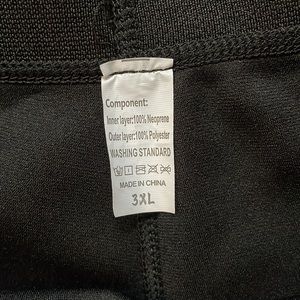 Component:
Inner layer:100% Neoprene
Outer layer:100% Polyester
WASHING STANDARD
MADE IN CHINA
3XL